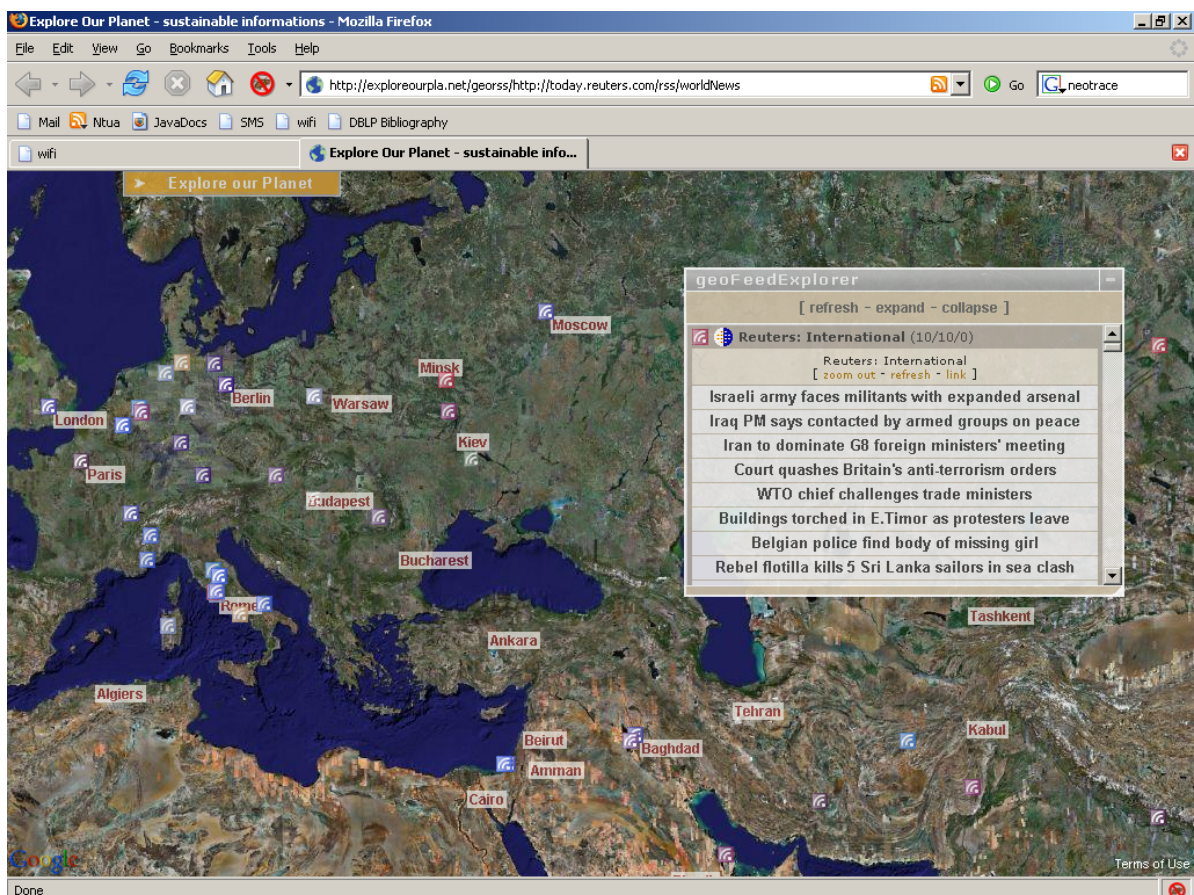 Explore Our Planet - sustainable informations - Mozilla Firefox
File Edit View Go Bookmarks Tools Help
http://exploreourpla.net/georss/http://today.reuters.com/rss/worldNews Go neotrace
Mail Ntua JavaDocs SMS wifi DBLP Bibliography
wifi Explore Our Planet - sustainable info...
Explore our Planet
geoFeedExplorer
[ refresh - expand - collapse ]
Reuters: International (10/10/0)
Reuters: International
[ zoom out - refresh - link ]
Israeli army faces militants with expanded arsenal
Iraq PM says contacted by armed groups on peace
Iran to dominate G8 foreign ministers' meeting
Court quashes Britain's anti-terrorism orders
WTO chief challenges trade ministers
Buildings torched in E.Timor as protesters leave
Belgian police find body of missing girl
Rebel flotilla kills 5 Sri Lanka sailors in sea clash
Moscow
Minsk
Berlin
Warsaw
London
Kiev
Paris
Budapest
Bucharest
Rome
Tashkent
Ankara
Algiers
Tehran
Kabul
Beirut
Baghdad
Amman
Cairo
Google
Terms of Use
Done